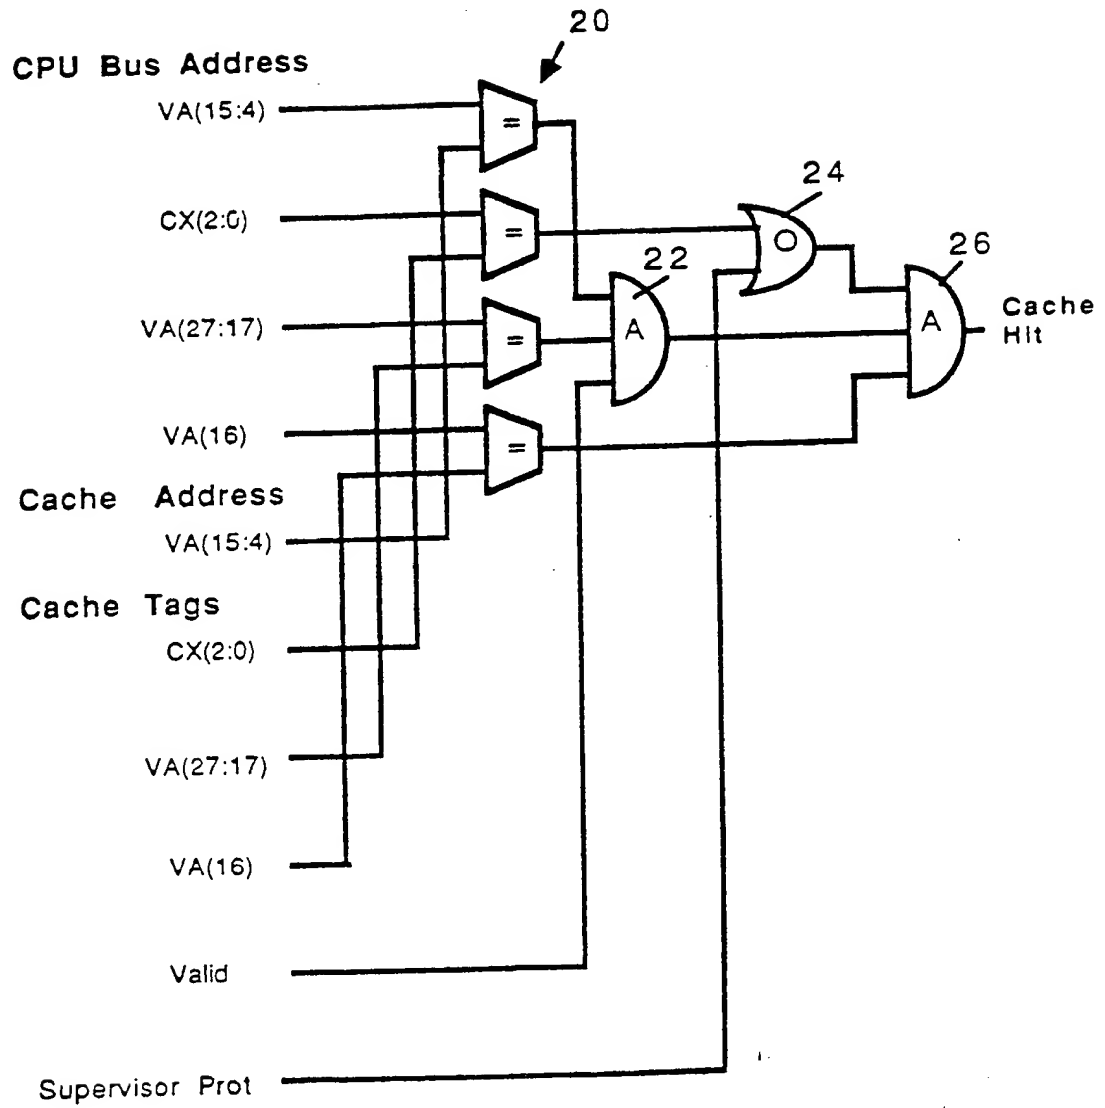 20
CPU Bus Address
VA(15:4)
=
24
CX(2:0)
=
O
22
26
VA(27:17)
=
A
A
Cache
Hit
VA(16)
=
Cache Address
VA(15:4)
Cache Tags
CX(2:0)
VA(27:17)
VA(16)
Valid
Supervisor Prot